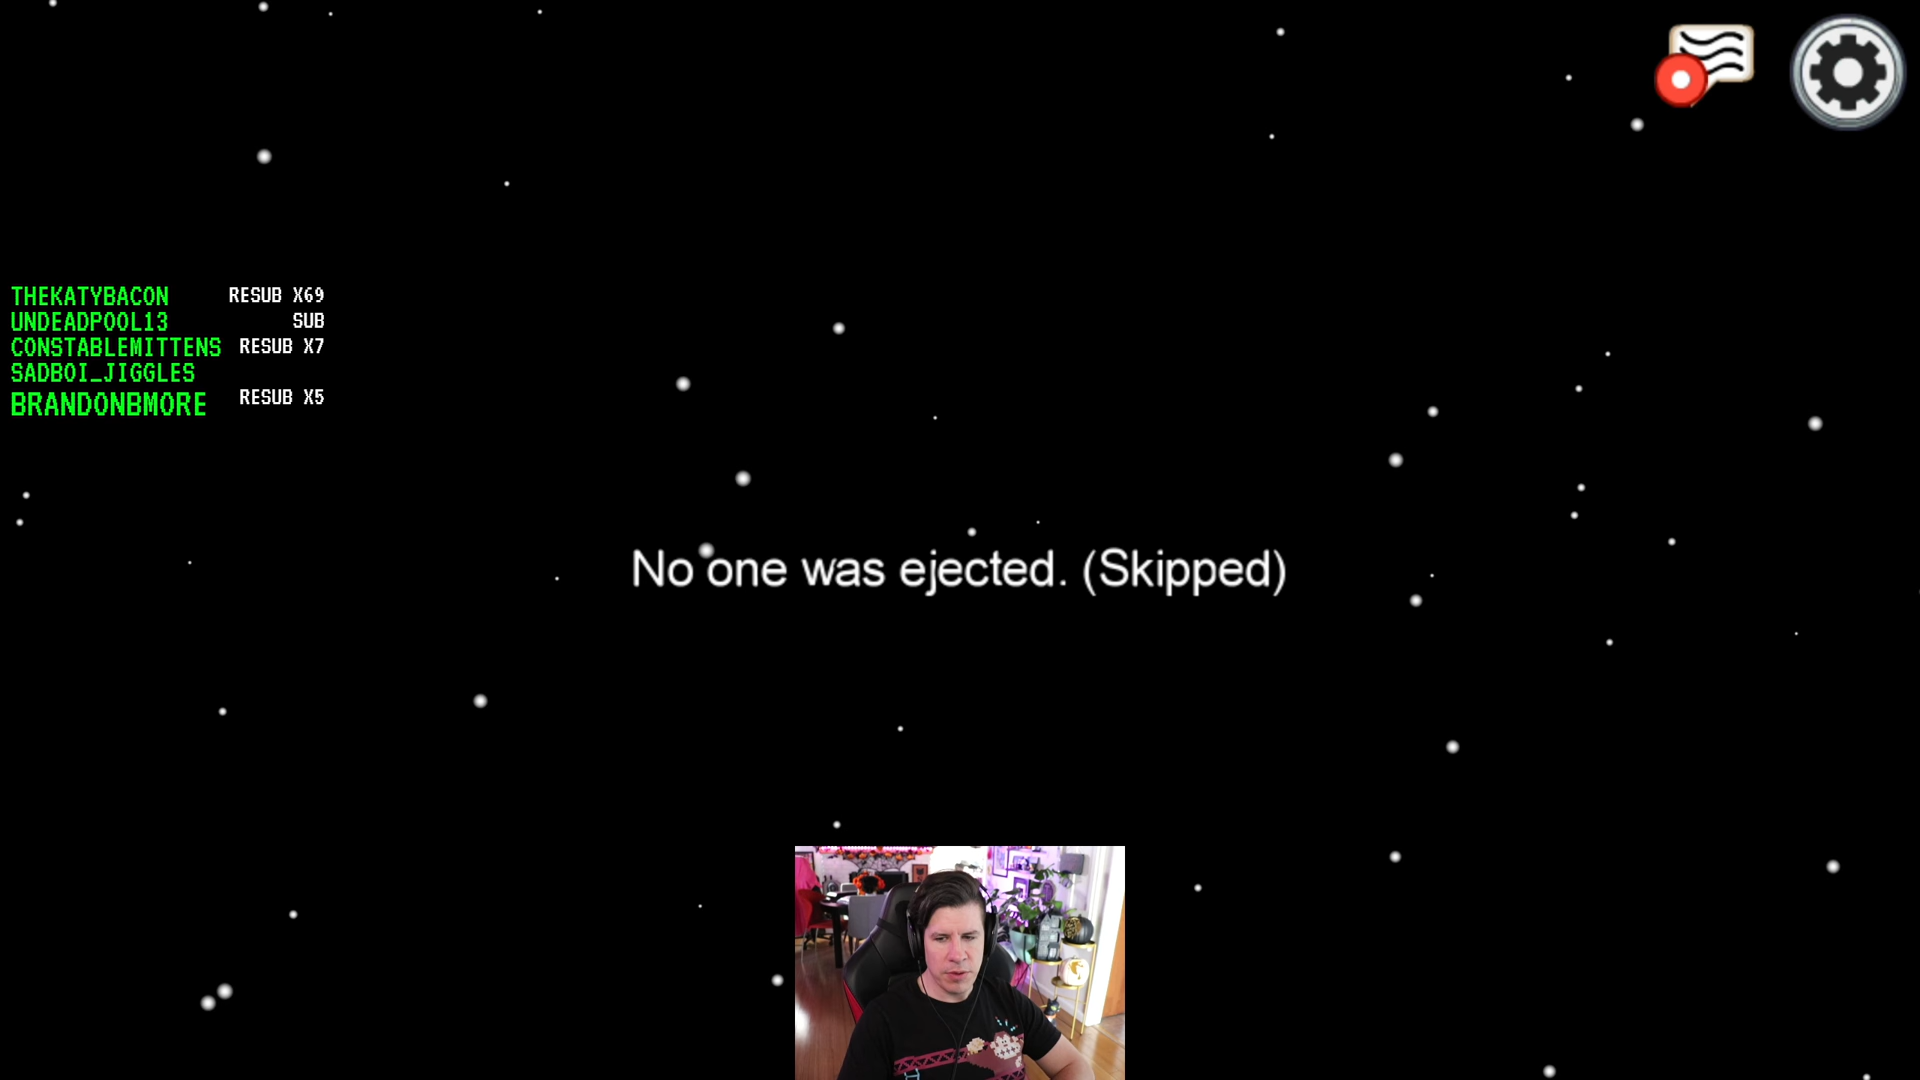 THEKATYBACON RESUB X69
UNDEADPOOL13 SUB
CONSTABLEMITTENS RESUB X7
SADBOI_JIGGLES
BRANDONBMORE RESUB X5
No one was ejected. (Skipped)